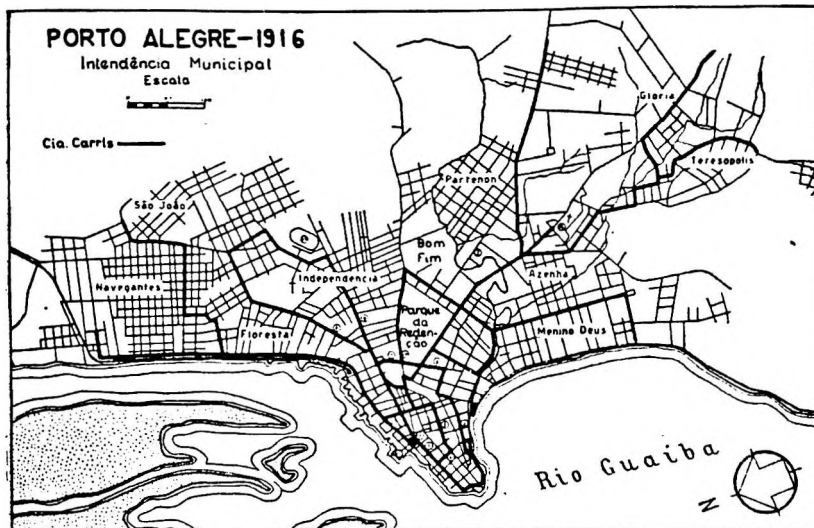 PORTO ALEGRE-1916
Intendência Municipal
Escala
Cia. Carris
Gloria
Teresopolis
Partenon
São João
Bom
Fim
Azenha
Navegantes
Independencia
Parque
da
Reden-
ção
Floresta
Menino Deus
Rio Guaiba
N